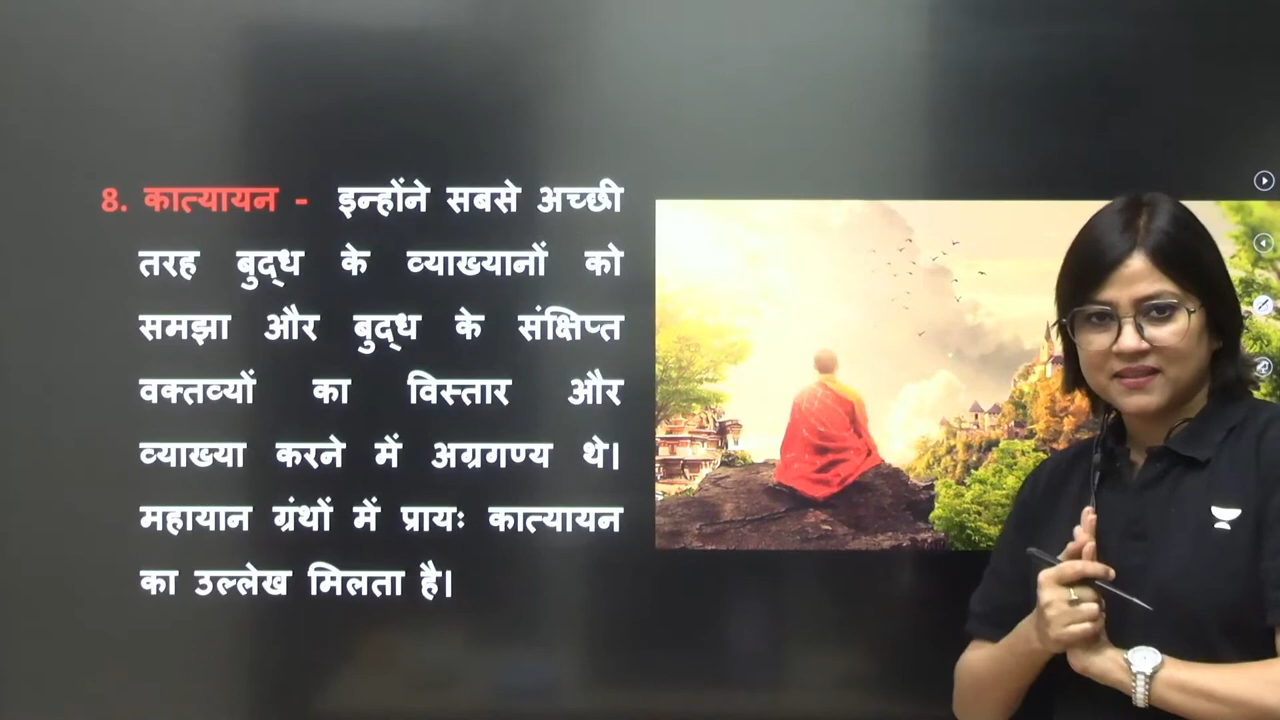 8. कात्यायन - इन्होंने सबसे अच्छी
तरह बुद्ध के व्याख्यानों को
समझा और बुद्ध के संक्षिप्त
वक्तव्यों का विस्तार और
व्याख्या करने में अग्रगण्य थे।
महायान ग्रंथों में प्रायः कात्यायन
का उल्लेख मिलता है।